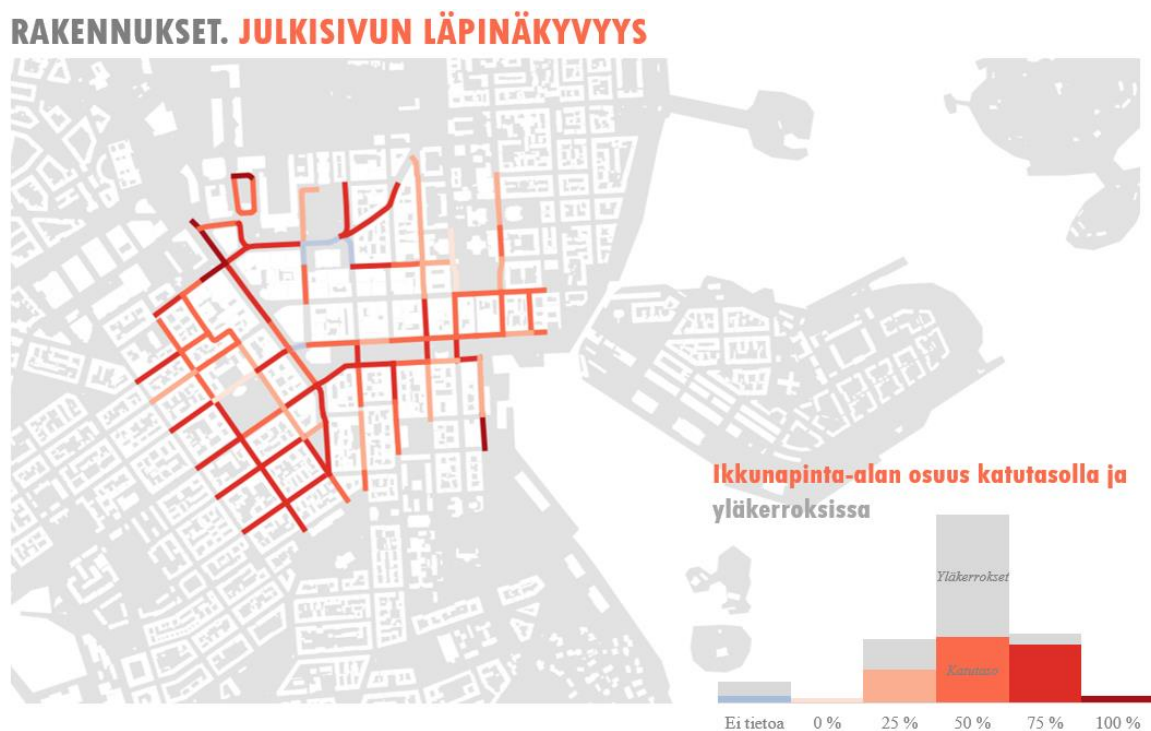 RAKENNUKSET. JULKISIVUN LÄPINÄKYVYYS
Ikkunapinta-alan osuus katutasolla ja
yläkerroksissa
Yläkerrokset
Katutaso
Ei tietoa 0 % 25 % 50 % 75 % 100 %